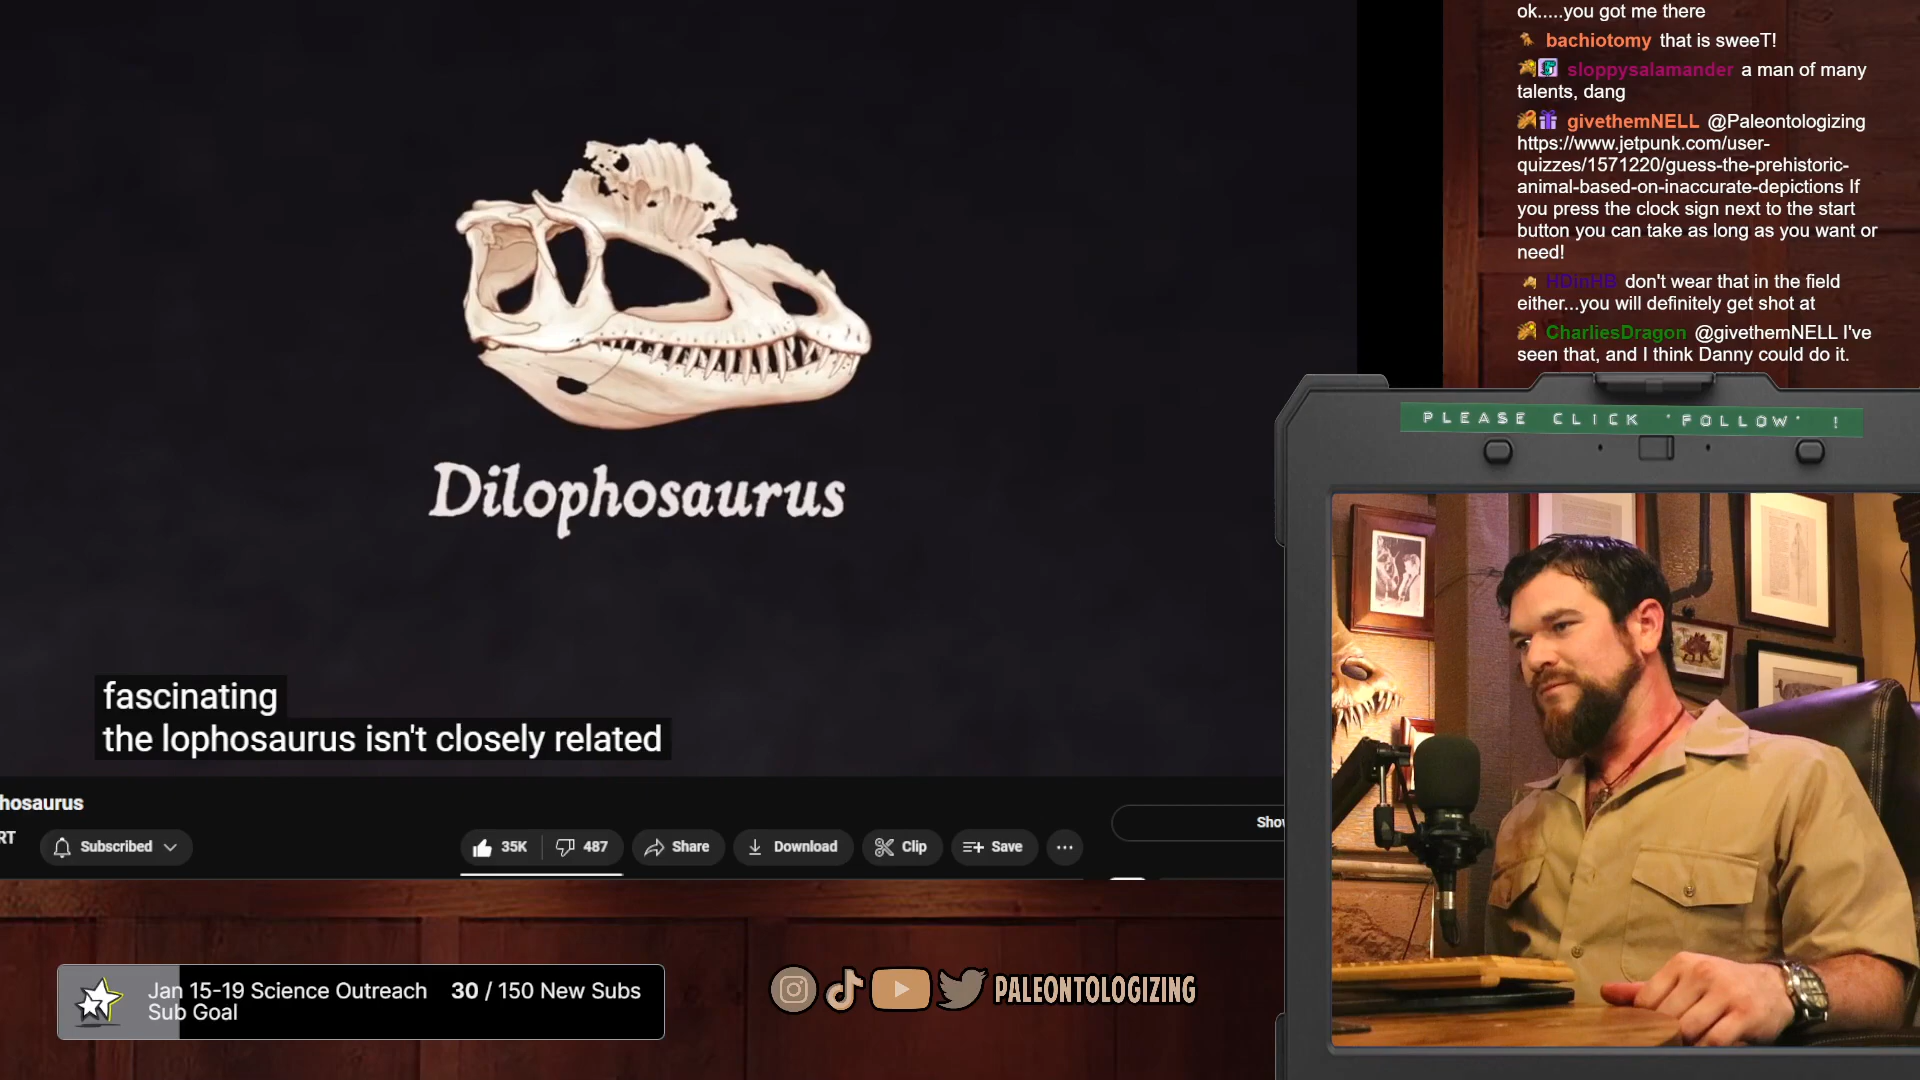 ok.....you got me there
bachiotomy that is sweeT!
sloppysalamander a man of many
talents, dang
givethemNELL @Paleontologizing
https://www.jetpunk.com/user-
quizzes/1571220/guess-the-prehistoric-
animal-based-on-inaccurate-depictions If
you press the clock sign next to the start
button you can take as long as you want or
need!
HDinHB don't wear that in the field
either...you will definitely get shot at
CharliesDragon @givethemNELL I've
seen that, and I think Danny could do it.
PLEASE CLICK "FOLLOW" !
Dilophosaurus
fascinating
the lophosaurus isn't closely related
hosaurus
RT
Subscribed
35K
487
Share
Download
Clip
Save
Show
Jan 15-19 Science Outreach
Sub Goal
30 / 150 New Subs
PALEONTOLOGIZING